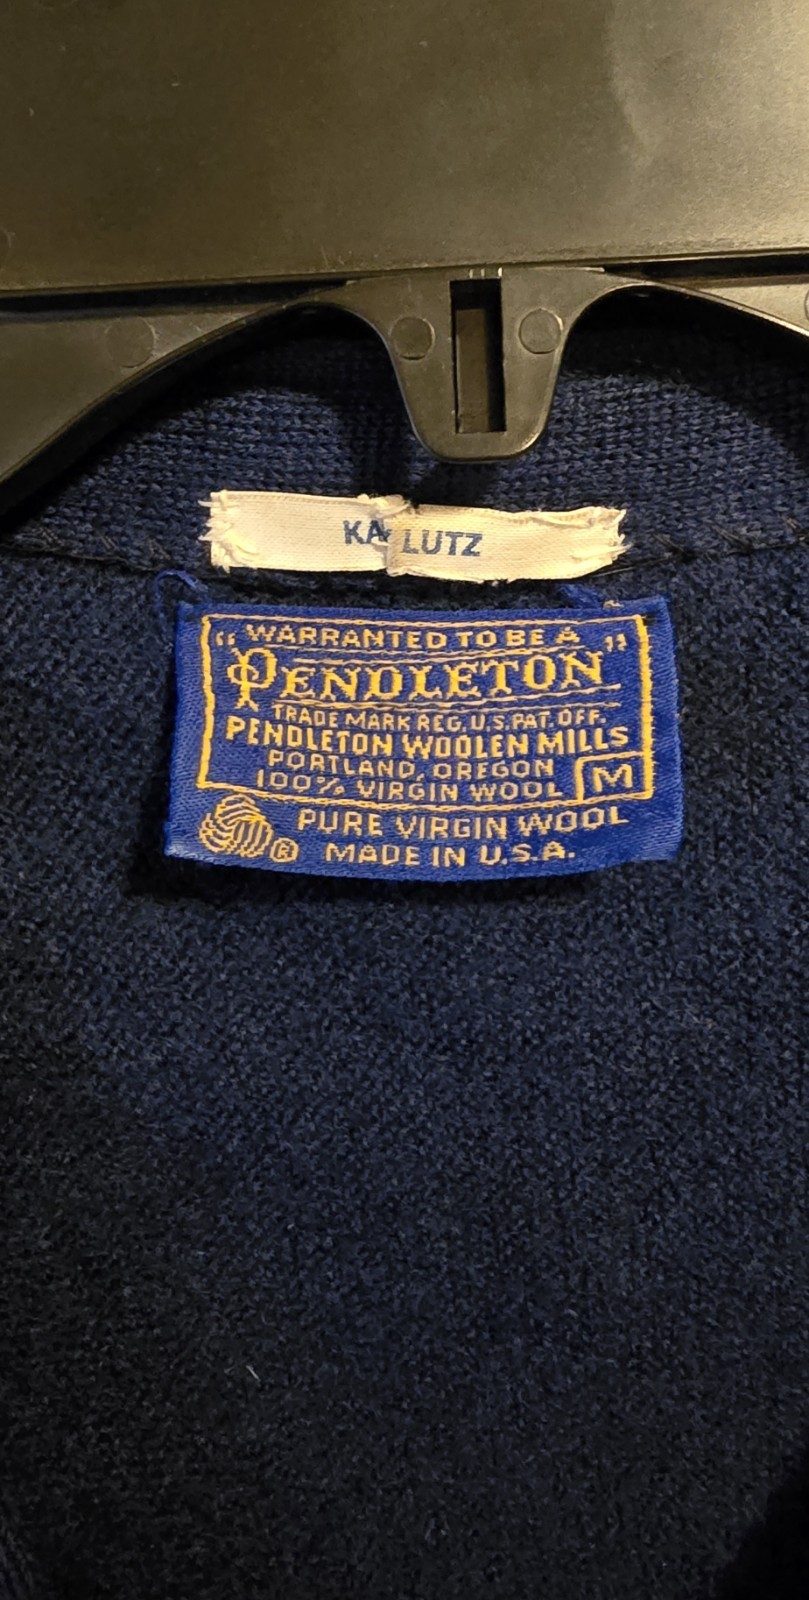 KA LUTZ
"WARRANTED TO BE A
PENDLETON"
TRADE MARK REG. U.S. PAT. OFF.
PENDLETON WOOLEN MILLS
PORTLAND, OREGON
100% VIRGIN WOOL M
PURE VIRGIN WOOL
® MADE IN U.S.A.